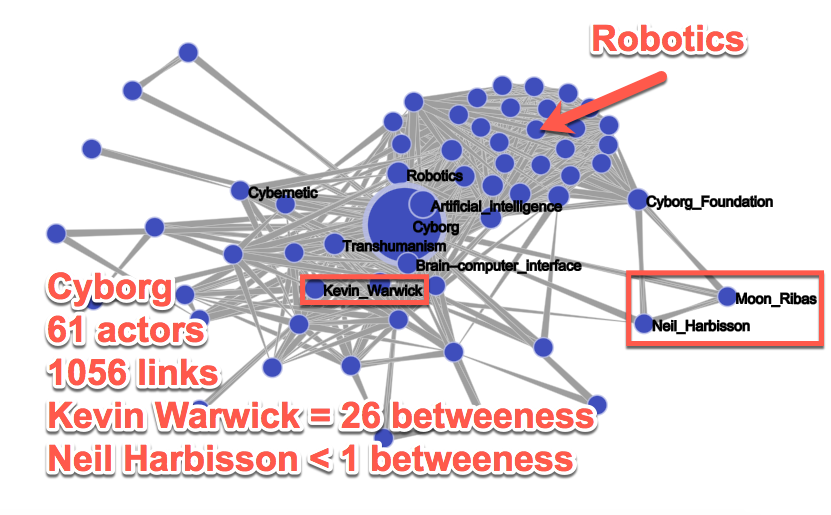 Robotics
Robotics
Cybernetic
Cyborg_Foundation
Artificial_Intelligence
Cyborg
Transhumanism
Brain–computer_interface
Kevin_Warwick
Moon_Ribas
Neil_Harbisson
Cyborg
61 actors
1056 links
Kevin Warwick = 26 betweeness
Neil Harbisson < 1 betweeness